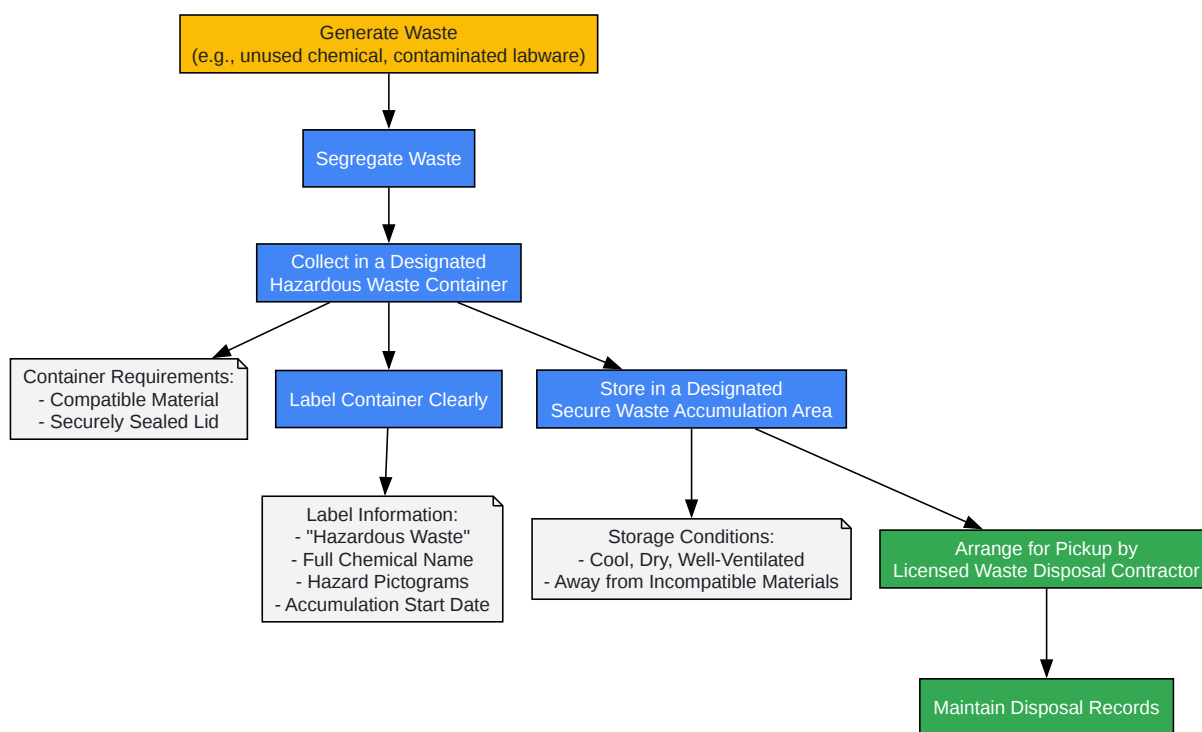 Generate Waste
(e.g., unused chemical, contaminated labware)
Segregate Waste
Collect in a Designated
Hazardous Waste Container
Container Requirements:
- Compatible Material
- Securely Sealed Lid
Label Container Clearly
Store in a Designated
Secure Waste Accumulation Area
Label Information:
- "Hazardous Waste"
- Full Chemical Name
- Hazard Pictograms
- Accumulation Start Date
Storage Conditions:
- Cool, Dry, Well-Ventilated
- Away from Incompatible Materials
Arrange for Pickup by
Licensed Waste Disposal Contractor
Maintain Disposal Records